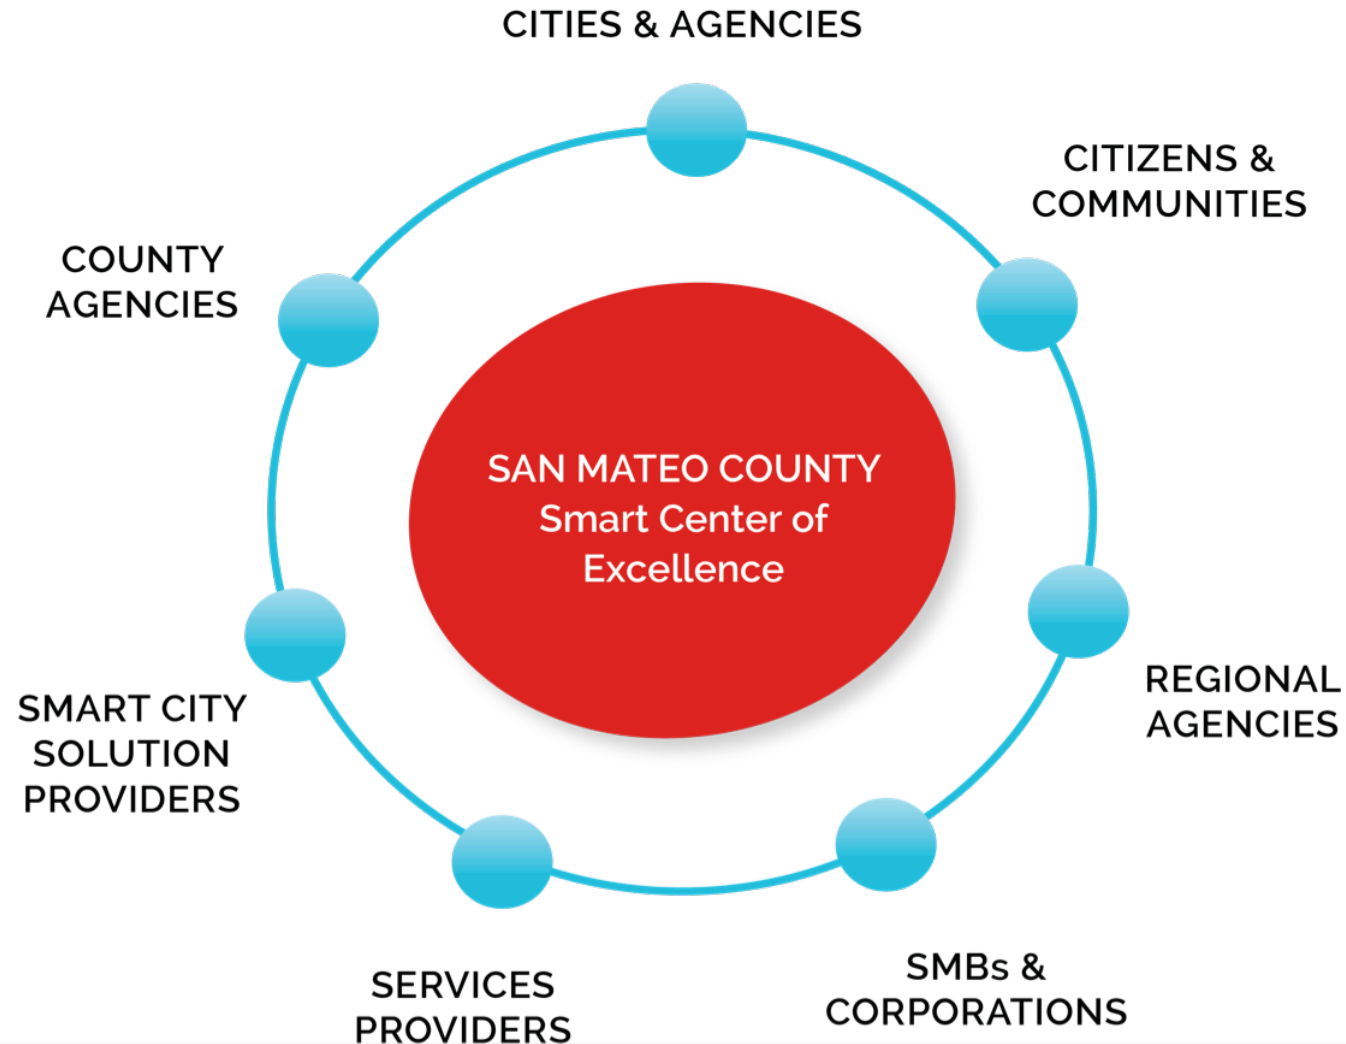 CITIES & AGENCIES
CITIZENS &
COMMUNITIES
COUNTY
AGENCIES
SAN MATEO COUNTY
Smart Center of
Excellence
REGIONAL
AGENCIES
SMART CITY
SOLUTION
PROVIDERS
SMBs &
CORPORATIONS
SERVICES
PROVIDERS